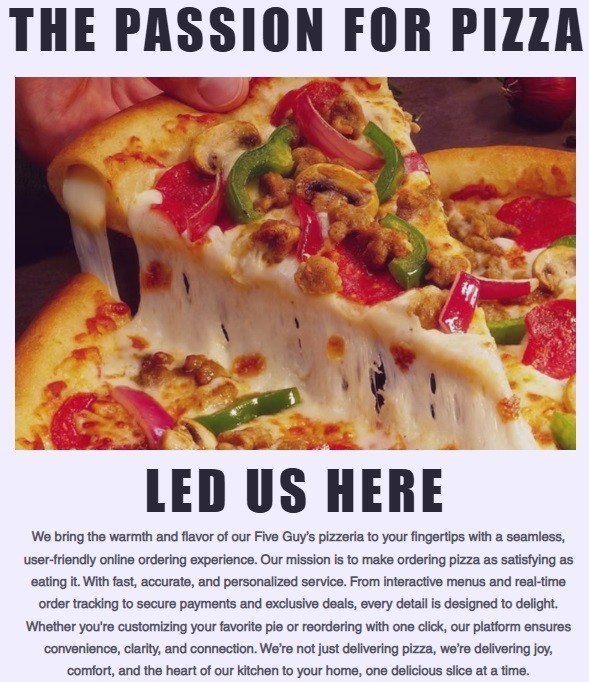 THE PASSION FOR PIZZA
LED US HERE
We bring the warmth and flavor of our Five Guy's pizzeria to your fingertips with a seamless,
user-friendly online ordering experience. Our mission is to make ordering pizza as satisfying as
eating it. With fast, accurate, and personalized service. From interactive menus and real-time
order tracking to secure payments and exclusive deals, every detail is designed to delight.
Whether you're customizing your favorite pie or reordering with one click, our platform ensures
convenience, clarity, and connection. We're not just delivering pizza, we're delivering joy,
comfort, and the heart of our kitchen to your home, one delicious slice at a time.